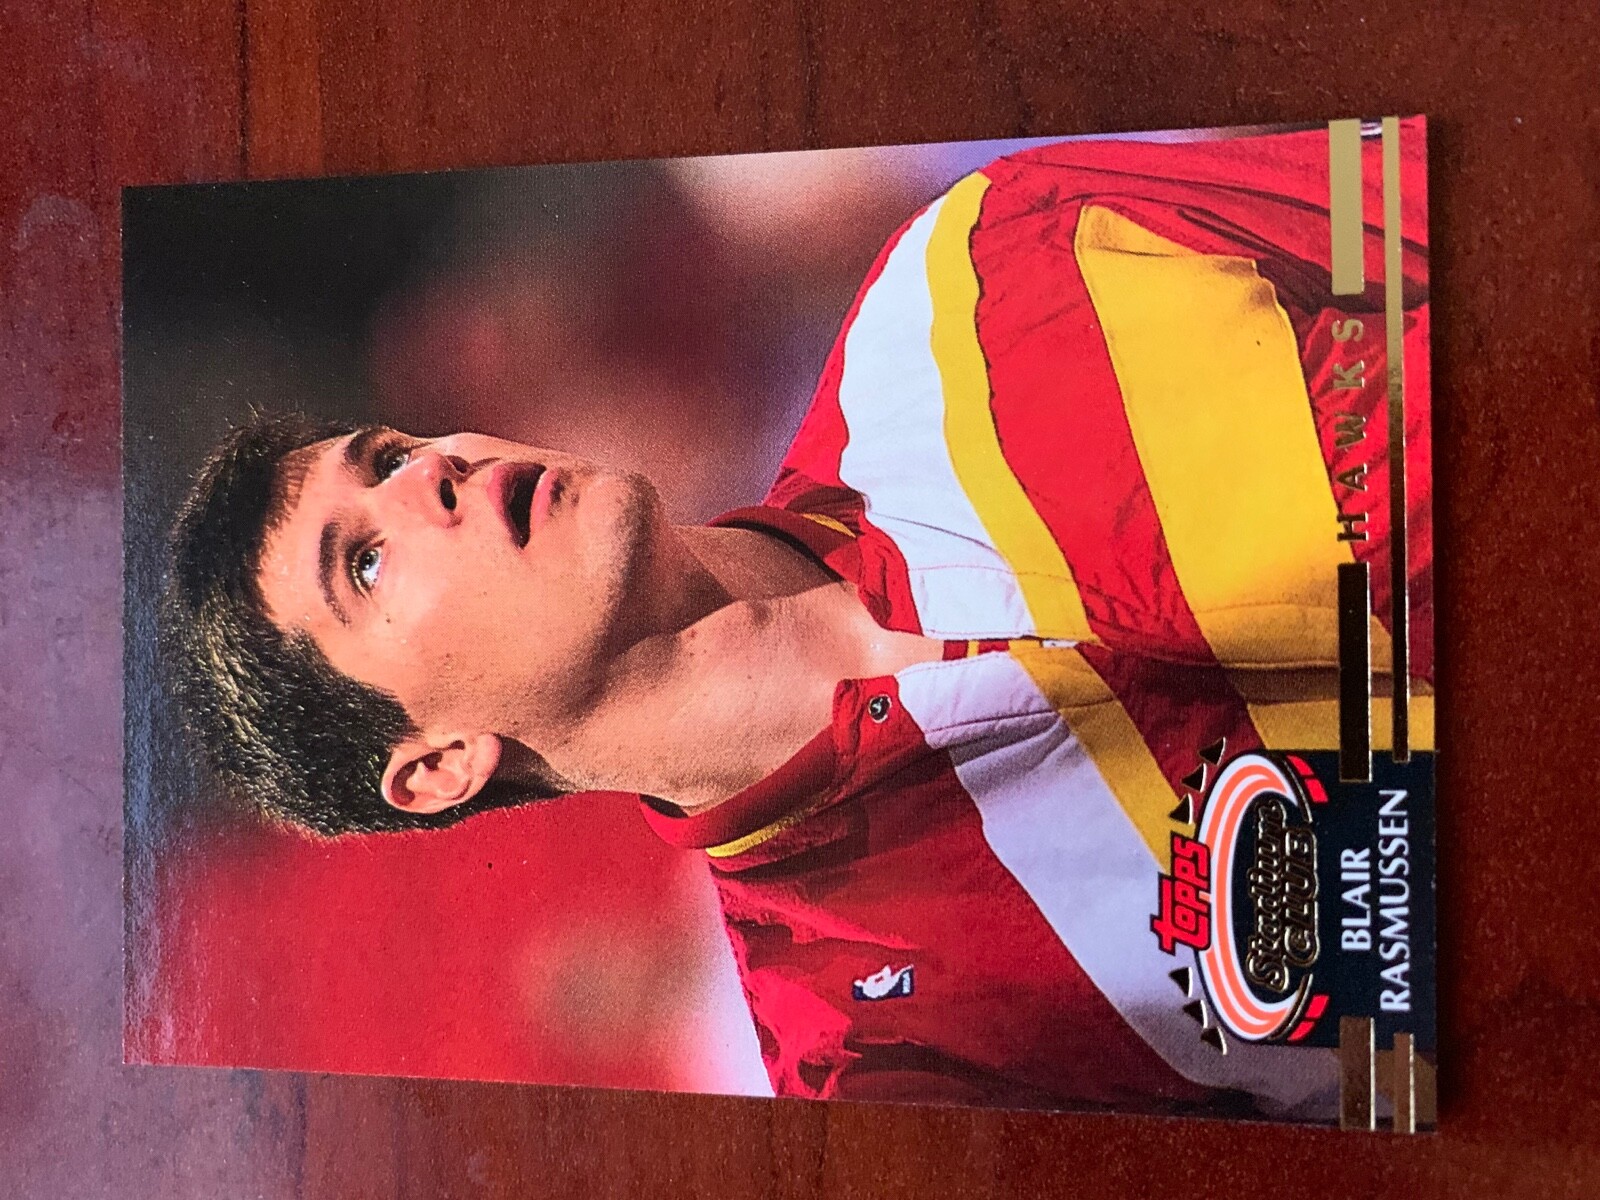 HAWKS
TOPPS
Stadium
CLUB
BLAIR
RASMUSSEN